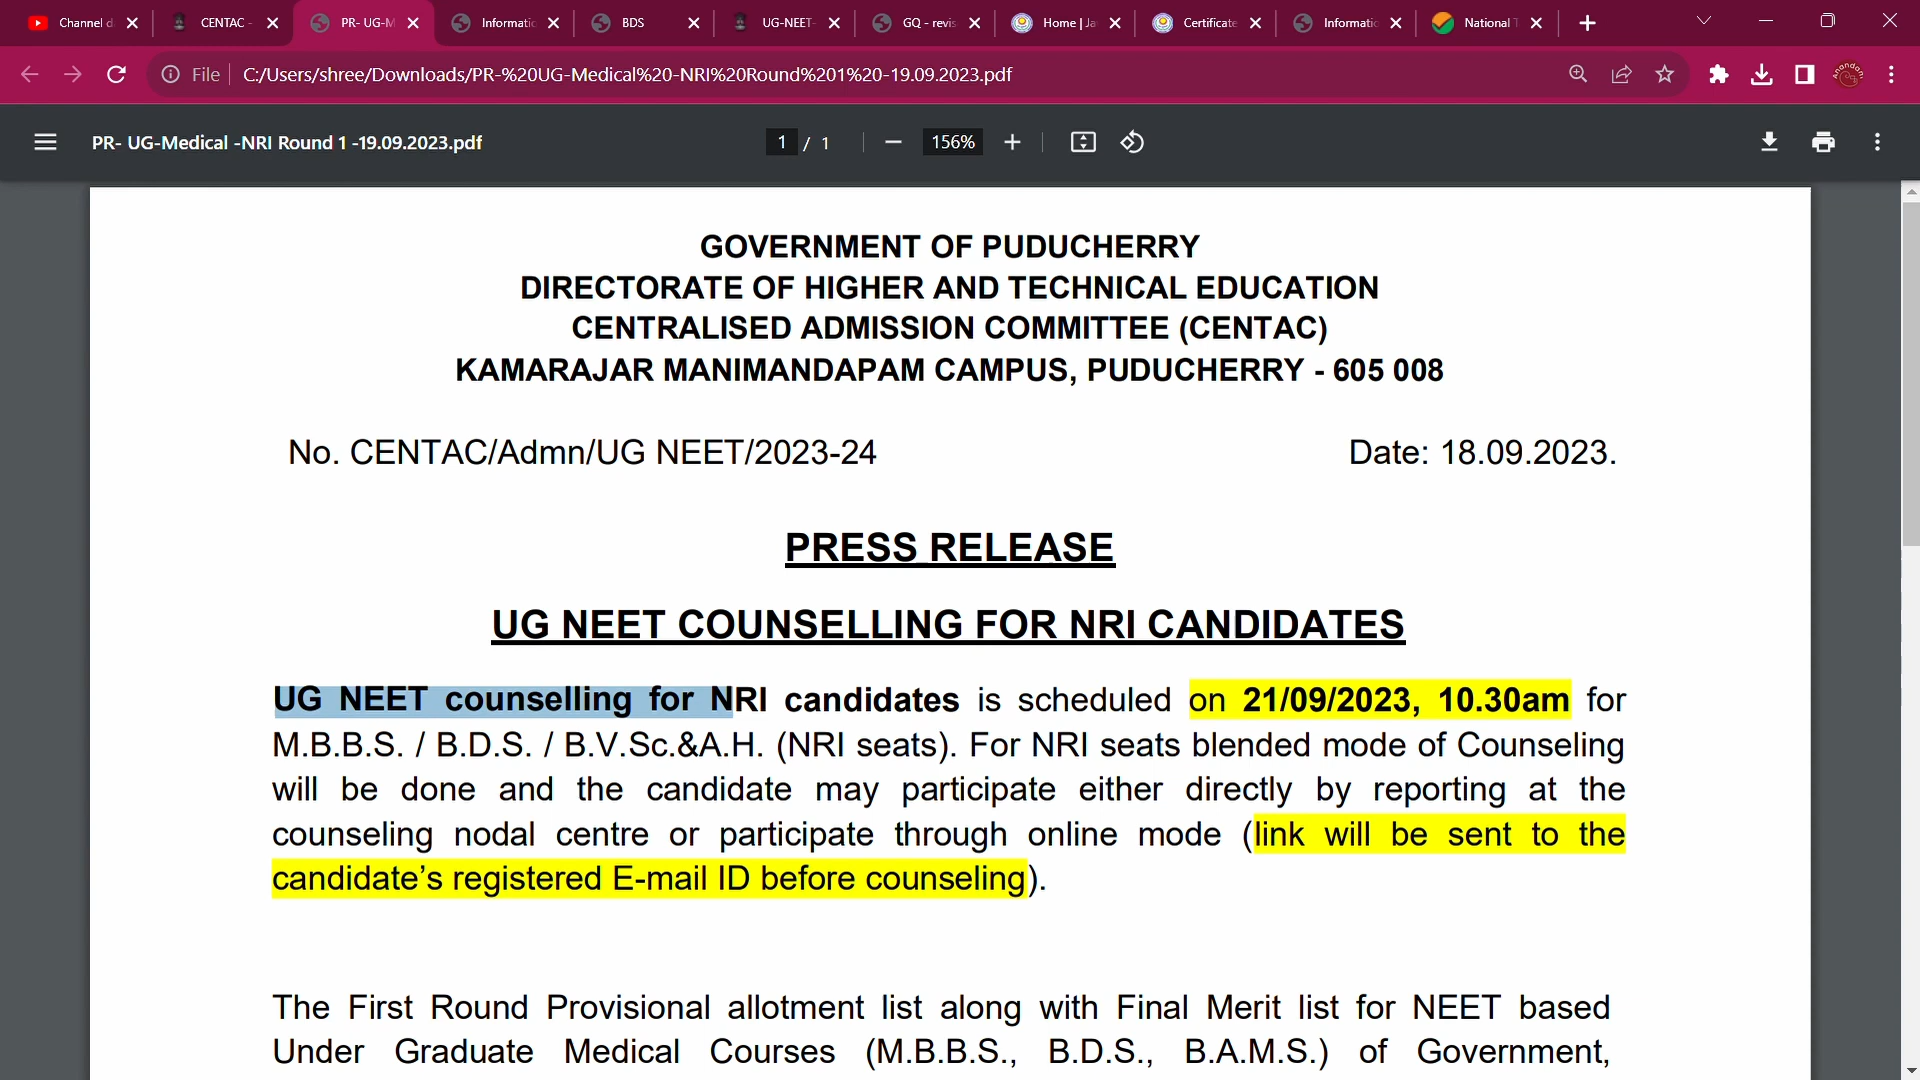 Channel d
CENTAC -
PR- UG-M
Informatic
BDS
UG-NEET-
GQ - revis
Home | Ja
Certificate
Informatic
National T
File
C:/Users/shree/Downloads/PR-%20UG-Medical%20-NRI%20Round%201%20-19.09.2023.pdf
PR- UG-Medical -NRI Round 1 -19.09.2023.pdf
1 / 1
156%
GOVERNMENT OF PUDUCHERRY
DIRECTORATE OF HIGHER AND TECHNICAL EDUCATION
CENTRALISED ADMISSION COMMITTEE (CENTAC)
KAMARAJAR MANIMANDAPAM CAMPUS, PUDUCHERRY - 605 008
No. CENTAC/Admn/UG NEET/2023-24
Date: 18.09.2023.
PRESS RELEASE
UG NEET COUNSELLING FOR NRI CANDIDATES
UG NEET counselling for NRI candidates is scheduled on 21/09/2023, 10.30am for
M.B.B.S. / B.D.S. / B.V.Sc.&A.H. (NRI seats). For NRI seats blended mode of Counseling
will be done and the candidate may participate either directly by reporting at the
counseling nodal centre or participate through online mode (link will be sent to the
candidate’s registered E-mail ID before counseling).
The First Round Provisional allotment list along with Final Merit list for NEET based
Under Graduate Medical Courses (M.B.B.S., B.D.S., B.A.M.S.) of Government,